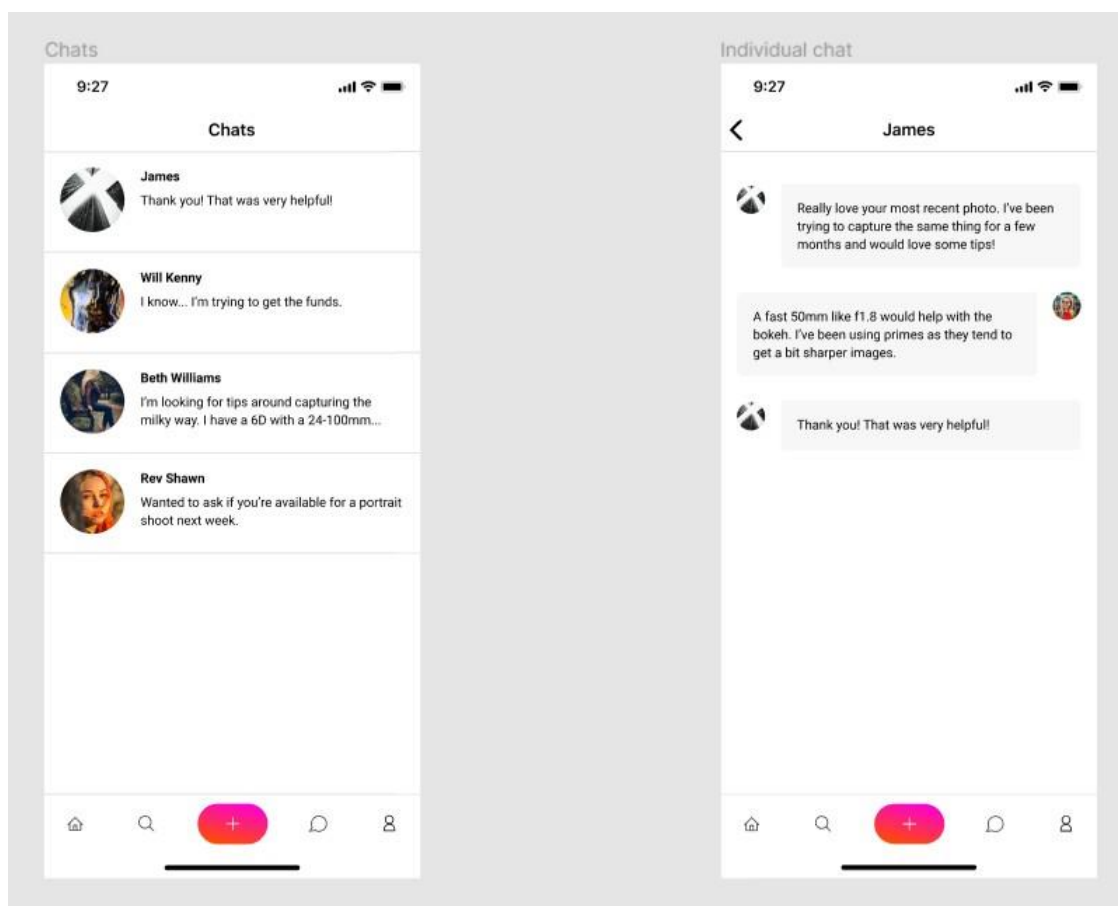 Chats
9:27
Chats
James
Thank you! That was very helpful!
Will Kenny
I know... I'm trying to get the funds.
Beth Williams
I'm looking for tips around capturing the
milky way. I have a 6D with a 24-100mm...
Rev Shawn
Wanted to ask if you're available for a portrait
shoot next week.
Individual chat
9:27
James
Really love your most recent photo. I've been
trying to capture the same thing for a few
months and would love some tips!
A fast 50mm like f1.8 would help with the
bokeh. I've been using primes as they tend to
get a bit sharper images.
Thank you! That was very helpful!